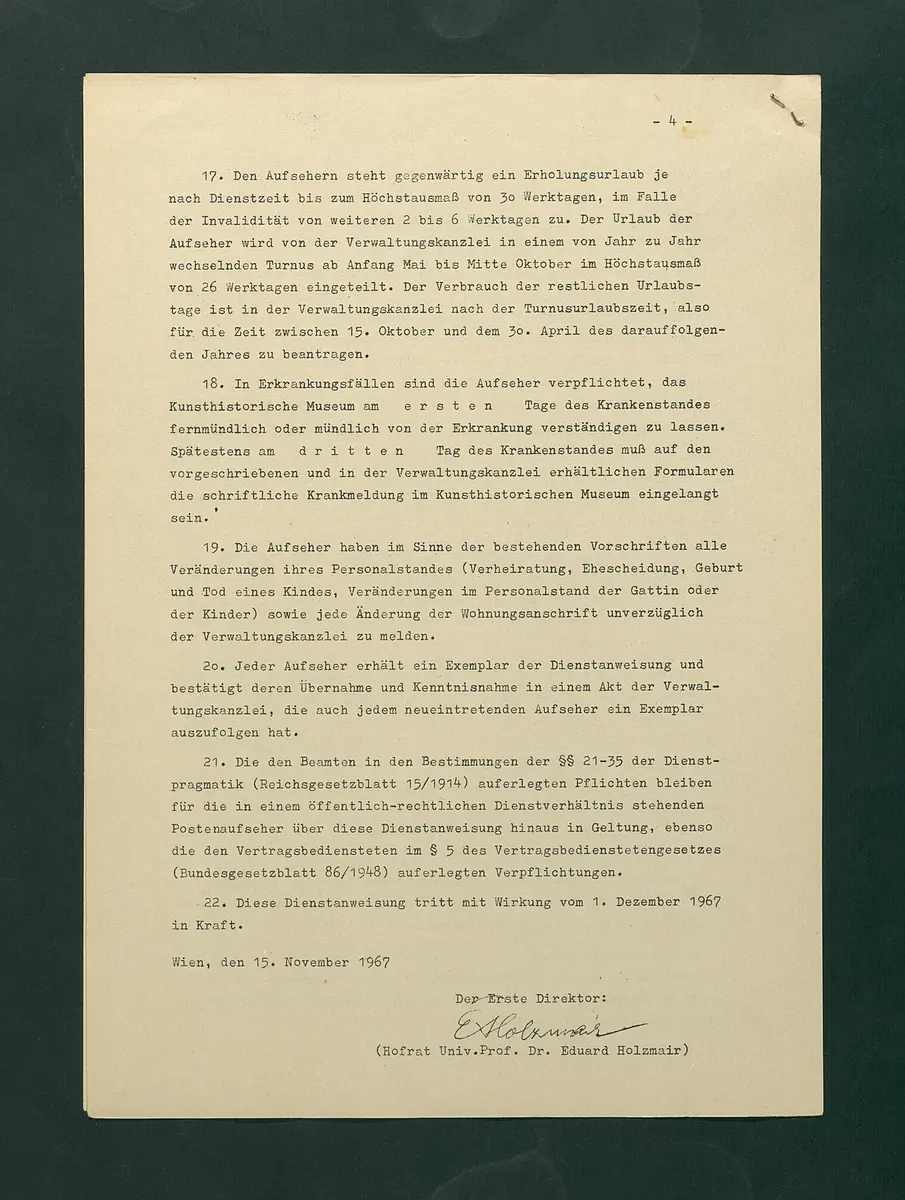 - 4 -
17. Den Aufsehern steht gegenwärtig ein Erholungsurlaub je
nach Dienstzeit bis zum Höchstausmaß von 3o Werktagen, im Falle
der Invalidität von weiteren 2 bis 6 Werktagen zu. Der Urlaub der
Aufseher wird von der Verwaltungskanzlei in einem von Jahr zu Jahr
wechselnden Turnus ab Anfang Mai bis Mitte Oktober im Höchstausmaß
von 26 Werktagen eingeteilt. Der Verbrauch der restlichen Urlaubs-
tage ist in der Verwaltungskanzlei nach der Turnusurlaubszeit, also
für die Zeit zwischen 15. Oktober und dem 3o. April des darauffolgen-
den Jahres zu beantragen.
18. In Erkrankungsfällen sind die Aufseher verpflichtet, das
Kunsthistorische Museum am e r s t e n Tage des Krankenstandes
fernmündlich oder mündlich von der Erkrankung verständigen zu lassen.
Spätestens am d r i t t e n Tag des Krankenstandes muß auf den
vorgeschriebenen und in der Verwaltungskanzlei erhältlichen Formularen
die schriftliche Krankmeldung im Kunsthistorischen Museum eingelangt
sein.
19. Die Aufseher haben im Sinne der bestehenden Vorschriften alle
Veränderungen ihres Personalstandes (Verheiratung, Ehescheidung, Geburt
und Tod eines Kindes, Veränderungen im Personalstand der Gattin oder
der Kinder) sowie jede Änderung der Wohnungsanschrift unverzüglich
der Verwaltungskanzlei zu melden.
2o. Jeder Aufseher erhält ein Exemplar der Dienstanweisung und
bestätigt deren Übernahme und Kenntnisnahme in einem Akt der Verwal-
tungskanzlei, die auch jedem neueintretenden Aufseher ein Exemplar
auszufolgen hat.
21. Die den Beamten in den Bestimmungen der §§ 21-35 der Dienst-
pragmatik (Reichsgesetzblatt 15/1914) auferlegten Pflichten bleiben
für die in einem öffentlich-rechtlichen Dienstverhältnis stehenden
Postenaufseher über diese Dienstanweisung hinaus in Geltung, ebenso
die den Vertragsbediensteten im § 5 des Vertragsbedienstetengesetzes
(Bundesgesetzblatt 86/1948) auferlegten Verpflichtungen.
22. Diese Dienstanweisung tritt mit Wirkung vom 1. Dezember 1967
in Kraft.
Wien, den 15. November 1967
Der Erste Direktor:
E Holzmair
(Hofrat Univ.Prof. Dr. Eduard Holzmair)